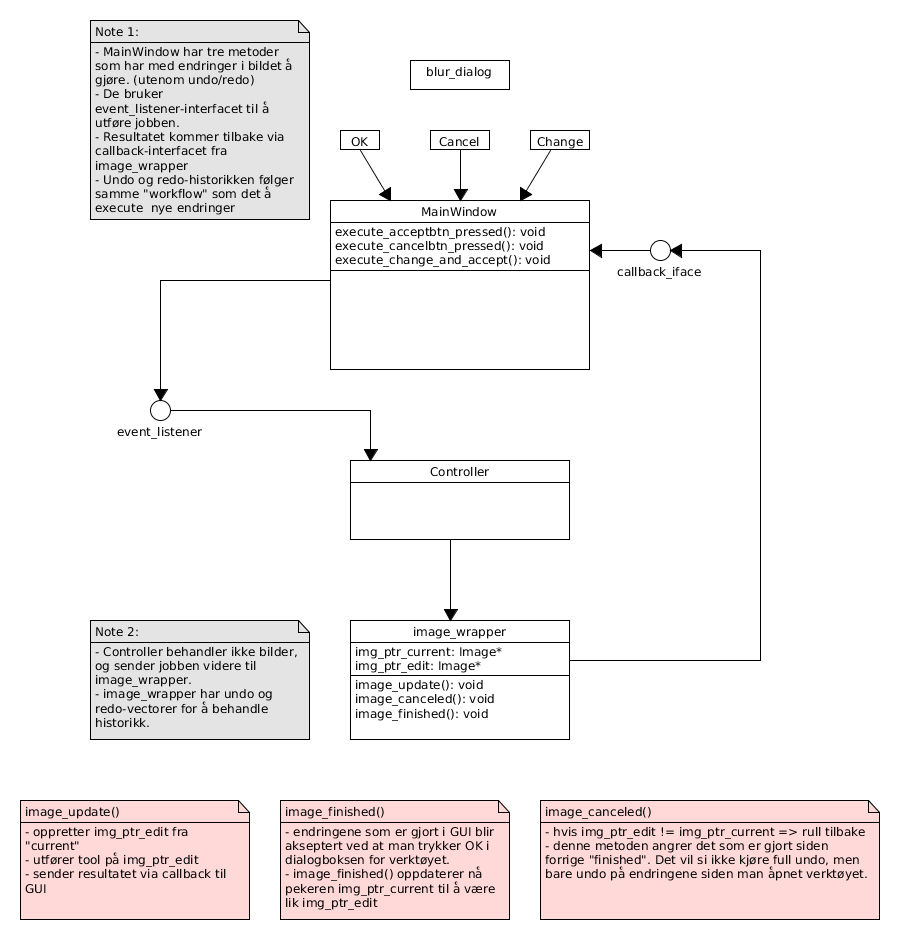 Note 1:
- MainWindow har tre metoder
som har med endringer i bildet å
gjøre. (utenom undo/redo)
- De bruker
event_listener-interfacet til å
utføre jobben.
- Resultatet kommer tilbake via
callback-interfacet fra
image_wrapper
- Undo og redo-historikken følger
samme "workflow" som det å
execute  nye endringer
blur_dialog
OK
Cancel
Change
MainWindow
execute_acceptbtn_pressed(): void
execute_cancelbtn_pressed(): void
execute_change_and_accept(): void
callback_iface
event_listener
Controller
Note 2:
- Controller behandler ikke bilder,
og sender jobben videre til
image_wrapper.
- image_wrapper har undo og
redo-vectorer for å behandle
historikk.
image_wrapper
img_ptr_current: Image*
img_ptr_edit: Image*
image_update(): void
image_canceled(): void
image_finished(): void
image_update()
- oppretter img_ptr_edit fra
"current"
- utfører tool på img_ptr_edit
- sender resultatet via callback til
GUI
image_finished()
- endringene som er gjort i GUI blir
akseptert ved at man trykker OK i
dialogboksen for verktøyet.
- image_finished() oppdaterer nå
pekeren img_ptr_current til å være
lik img_ptr_edit
image_canceled()
- hvis img_ptr_edit != img_ptr_current => rull tilbake
- denne metoden angrer det som er gjort siden
forrige "finished". Det vil si ikke kjøre full undo, men
bare undo på endringene siden man åpnet verktøyet.